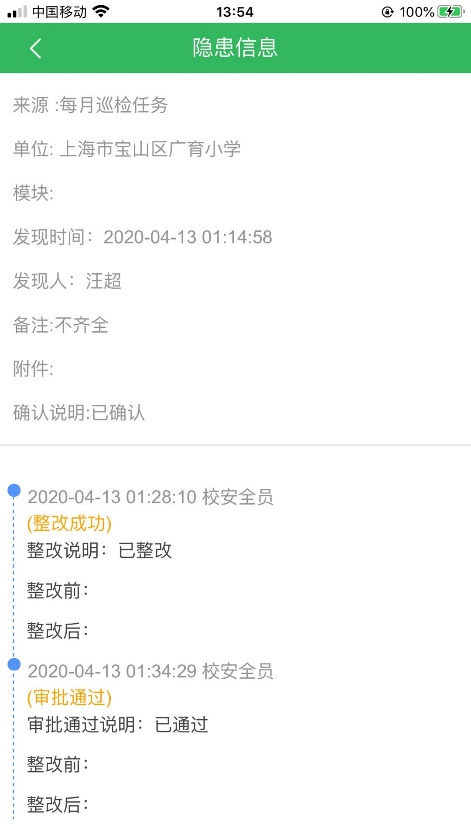 中国移动 13:54 100%
隐患信息
来源 :每月巡检任务
单位: 上海市宝山区广育小学
模块:
发现时间：2020-04-13 01:14:58
发现人：汪超
备注:不齐全
附件:
确认说明:已确认
2020-04-13 01:28:10 校安全员
(整改成功)
整改说明：已整改
整改前：
整改后：
2020-04-13 01:34:29 校安全员
(审批通过)
审批通过说明：已通过
整改前：
整改后：